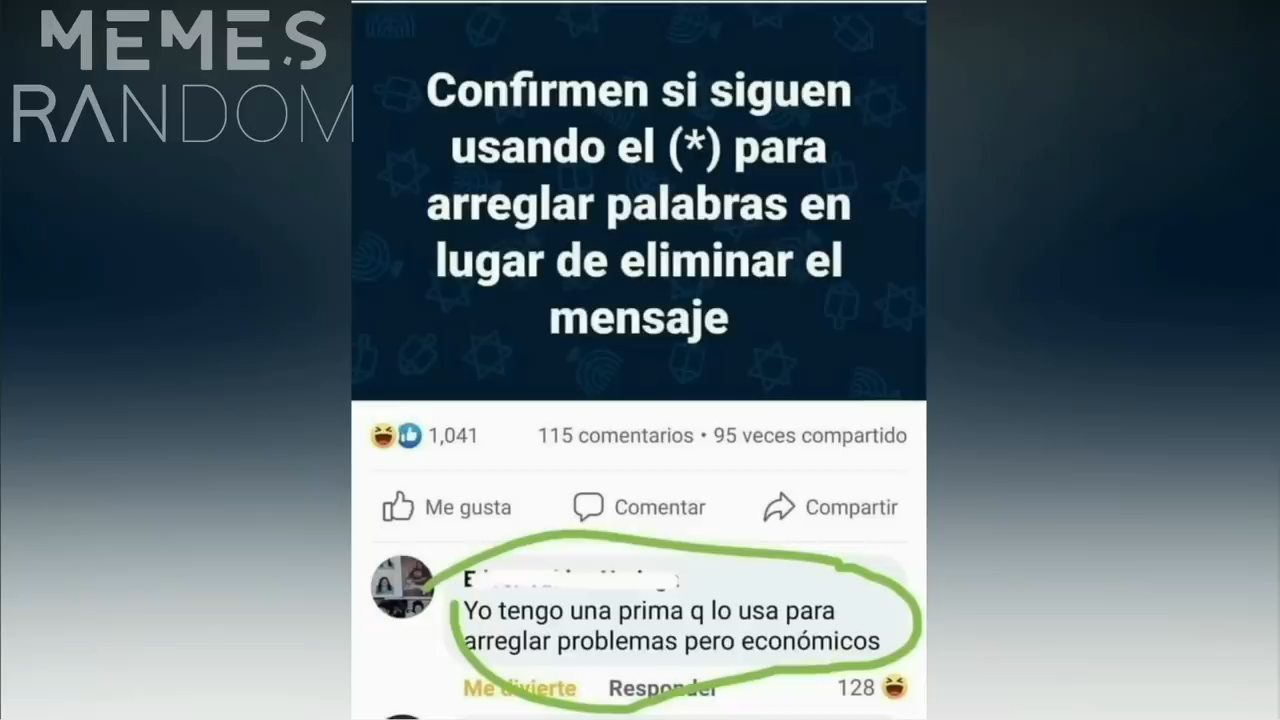 MEMES
RANDOM
Confirmen si siguen
usando el (*) para
arreglar palabras en
lugar de eliminar el
mensaje
1,041 115 comentarios • 95 veces compartido
Me gusta Comentar Compartir
Yo tengo una prima q lo usa para
arreglar problemas pero económicos
Me divierte Responder 128